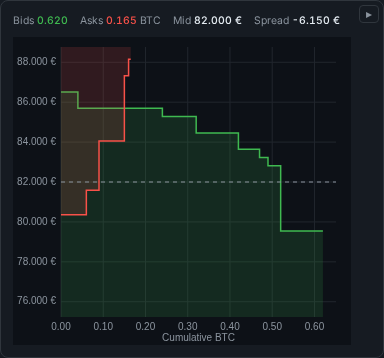 Bids 0.620 Asks 0.165 BTC Mid 82.000 € Spread -6.150 €
88.000 €
86.000 €
84.000 €
82.000 €
80.000 €
78.000 €
76.000 €
0.00 0.10 0.20 0.30 0.40 0.50 0.60
Cumulative BTC